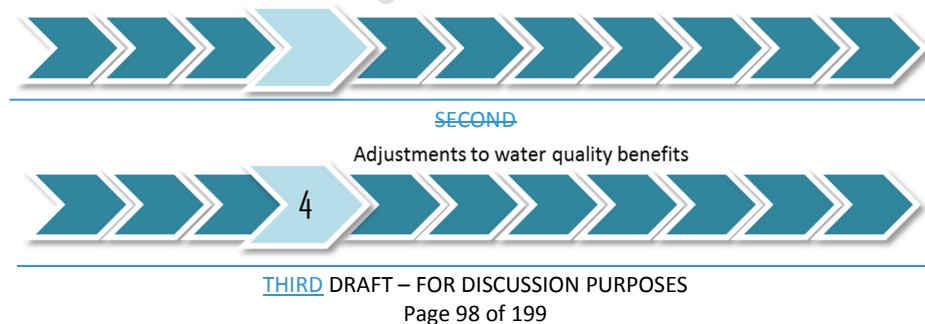 SECOND
Adjustments to water quality benefits
4
THIRD DRAFT – FOR DISCUSSION PURPOSES
Page 98 of 199